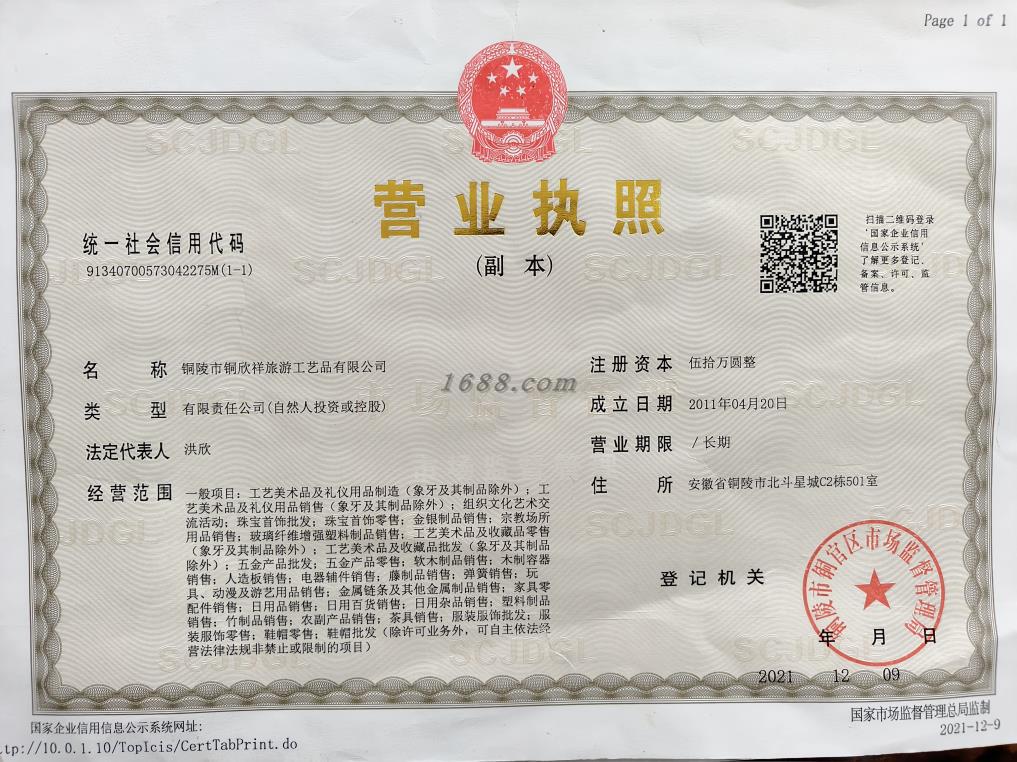 Page 1 of 1
营业执照
(副 本)
统一社会信用代码
91340700573042275M(1-1)
扫描二维码登录
'国家企业信用
信息公示系统'
了解更多登记、
备案、许可、监
管信息。
名 称 铜陵市铜欣祥旅游工艺品有限公司
类 型 有限责任公司(自然人投资或控股)
法定代表人 洪欣
经营范围 一般项目:工艺美术品及礼仪用品制造(象牙及其制品除外);工
艺美术品及礼仪用品销售(象牙及其制品除外);组织文化艺术交
流活动;珠宝首饰批发;珠宝首饰零售;金银制品销售;宗教场所
用品销售;玻璃纤维增强塑料制品销售;工艺美术品及收藏品零售
(象牙及其制品除外);工艺美术品及收藏品批发(象牙及其制品
除外);五金产品批发;五金产品零售;软木制品销售;木制容器
销售;人造板销售;电器辅件销售;藤制品销售;弹簧销售;玩
具、动漫及游艺用品销售;金属链条及其他金属制品销售;家具零
配件销售;日用品销售;日用百货销售;日用杂品销售;塑料制品
销售;竹制品销售;农副产品销售;茶具销售;服装服饰批发;服
装服饰零售;鞋帽零售;鞋帽批发(除许可业务外,可自主依法经
营法律法规非禁止或限制的项目)
注册资本 伍拾万圆整
成立日期 2011年04月20日
营业期限 / 长期
住 所 安徽省铜陵市北斗星城C2栋501室
1688.com
登记机关
铜陵市铜官区市场监督管理局
年 月 日
2021 12 09
国家企业信用信息公示系统网址:
tp://10.0.1.10/TopIcis/CertTabPrint.do
国家市场监督管理总局监制
2021-12-9
SCJDGL